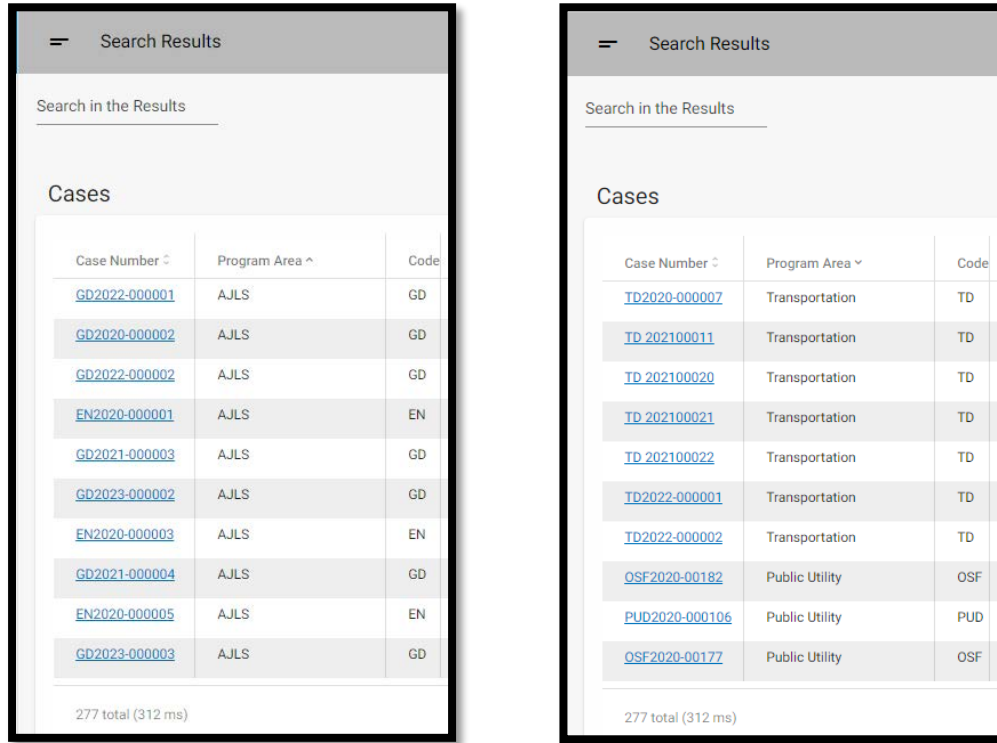 Search Results
Search in the Results
Cases
Case Number Program Area Code
GD2022-000001 AJLS GD
GD2020-000002 AJLS GD
GD2022-000002 AJLS GD
EN2020-000001 AJLS EN
GD2021-000003 AJLS GD
GD2023-000002 AJLS GD
EN2020-000003 AJLS EN
GD2021-000004 AJLS GD
EN2020-000005 AJLS EN
GD2023-000003 AJLS GD
277 total (312 ms)
Search Results
Search in the Results
Cases
Case Number Program Area Code
TD2020-000007 Transportation TD
TD 202100011 Transportation TD
TD 202100020 Transportation TD
TD 202100021 Transportation TD
TD 202100022 Transportation TD
TD2022-000001 Transportation TD
TD2022-000002 Transportation TD
OSF2020-00182 Public Utility OSF
PUD2020-000106 Public Utility PUD
OSF2020-00177 Public Utility OSF
277 total (312 ms)